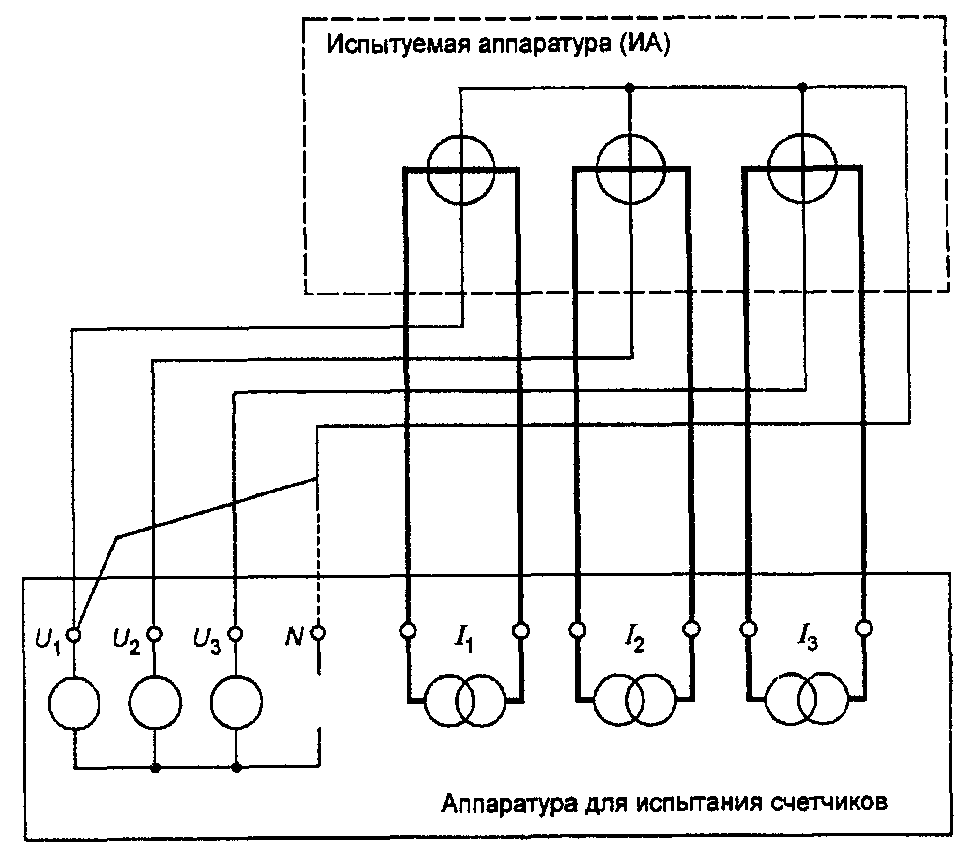 Испытуемая аппаратура (ИА)
U1 U2 U3 N I1 I2 I3
Аппаратура для испытания счетчиков